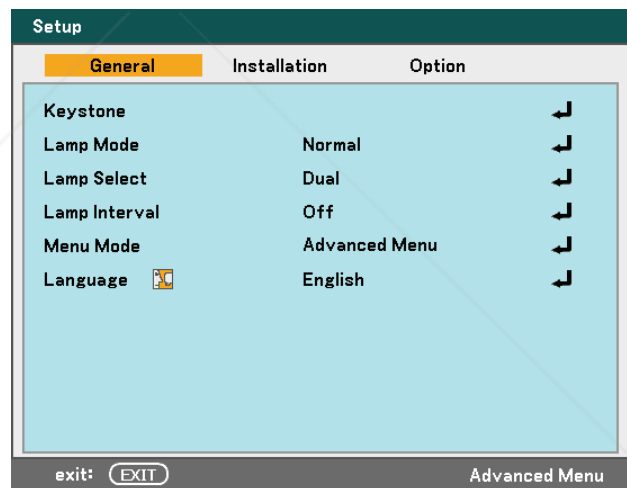 Setup
General Installation Option
Keystone
Lamp Mode Normal
Lamp Select Dual
Lamp Interval Off
Menu Mode Advanced Menu
Language English
exit: EXIT Advanced Menu